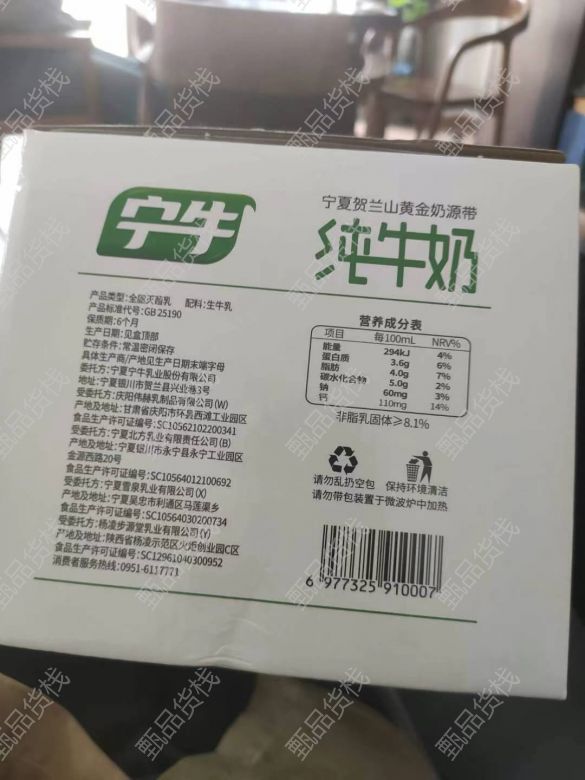 宁牛
宁夏贺兰山黄金奶源带
纯牛奶
产品类型:全脂灭菌乳 配料:生牛乳
产品标准代号:GB 25190
保质期:6个月
生产日期:见盒顶部
贮存条件:常温密闭保存
具体生产商/产地见生产日期末端字母
委托方:宁夏宁牛乳业股份有限公司
地址:宁夏银川市贺兰县兴业巷3号
受委托方:庆阳伟赫乳制品有限公司(W)
产地及地址:甘肃省庆阳市环县西滩工业园区
食品生产许可证编号:SC10562102200341
受委托方:宁夏北方乳业有限责任公司(B)
产地及地址:宁夏银川市永宁县永宁工业园区
金源西路20号
食品生产许可证编号:SC10564012100692
受委托方:宁夏雪泉乳业有限公司(X)
产地及地址:宁夏吴忠市利通区马莲渠乡
食品生产许可证编号:SC10564030200734
受委托方:杨凌步源堂乳业有限公司(Y)
产地及地址:陕西省杨凌示范区火炬创业园C区
食品生产许可证编号:SC12961040300952
消费者服务热线:0951-6117771
营养成分表
项目 每100mL NRV%
能量 294kJ 4%
蛋白质 3.6g 6%
脂肪 4.0g 7%
碳水化合物 5.0g 2%
钠 60mg 3%
钙 110mg 14%
非脂乳固体≥8.1%
请勿乱扔空包 保持环境清洁
请勿带包装置于微波炉中加热
6 977325 910007
甄品货栈